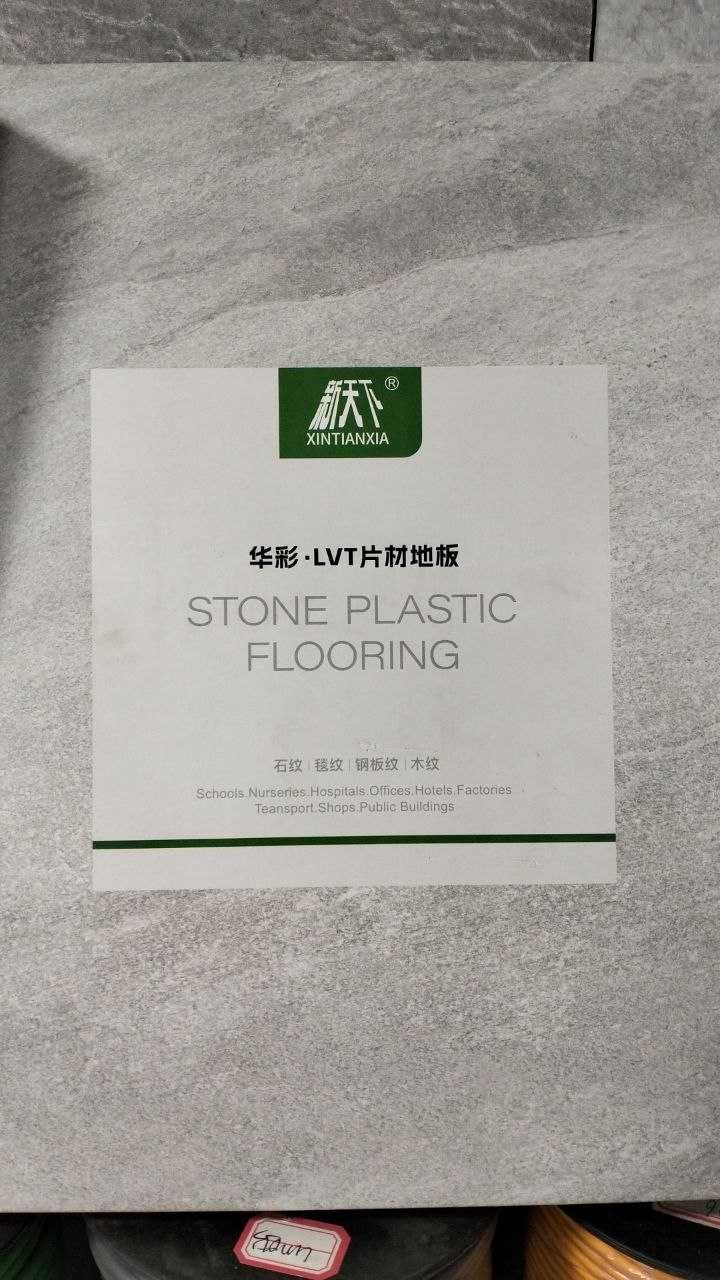 新天下®
XINTIANXIA
华彩·LVT片材地板
STONE PLASTIC
FLOORING
石纹|毯纹|钢板纹|木纹
Schools.Nurseries.Hospitals.Offices.Hotels.Factories
Teansport.Shops.Public Buildings